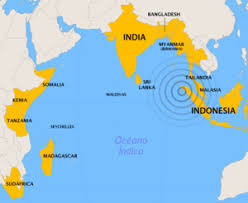 BANGLADESH
INDIA
MYANMAR
(BIRMANIA)
TAILANDIA
SOMALIA
SRI
LANKA
MALASIA
MALDIVAS
KENIA
INDONESIA
TANZANIA
SEYCHELLES
Océano
Índico
MADAGASCAR
SUDÁFRICA